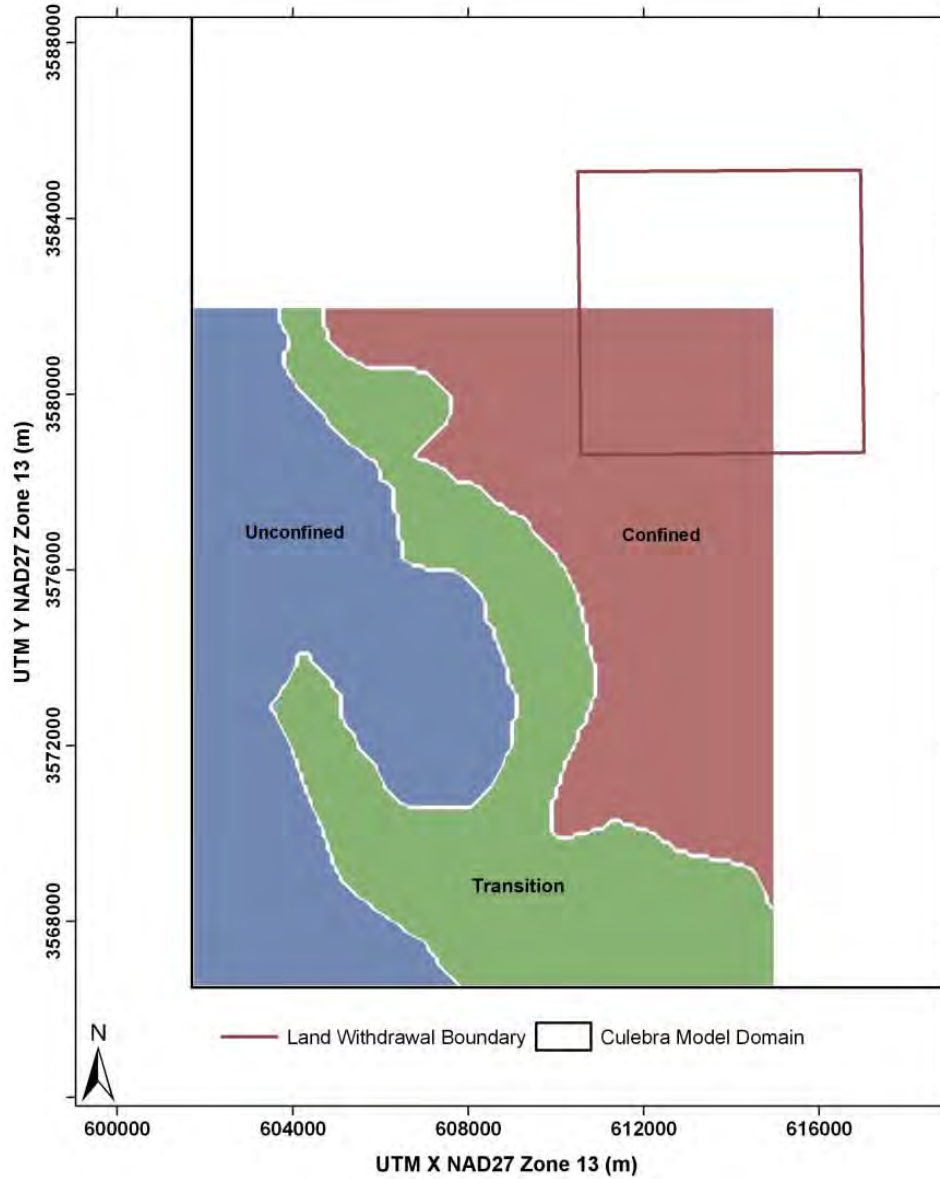 3588000
3584000
3580000
3576000
3572000
3568000
UTM Y NAD27 Zone 13 (m)
Unconfined
Confined
Transition
N
Land Withdrawal Boundary
Culebra Model Domain
600000
604000
608000
612000
616000
UTM X NAD27 Zone 13 (m)